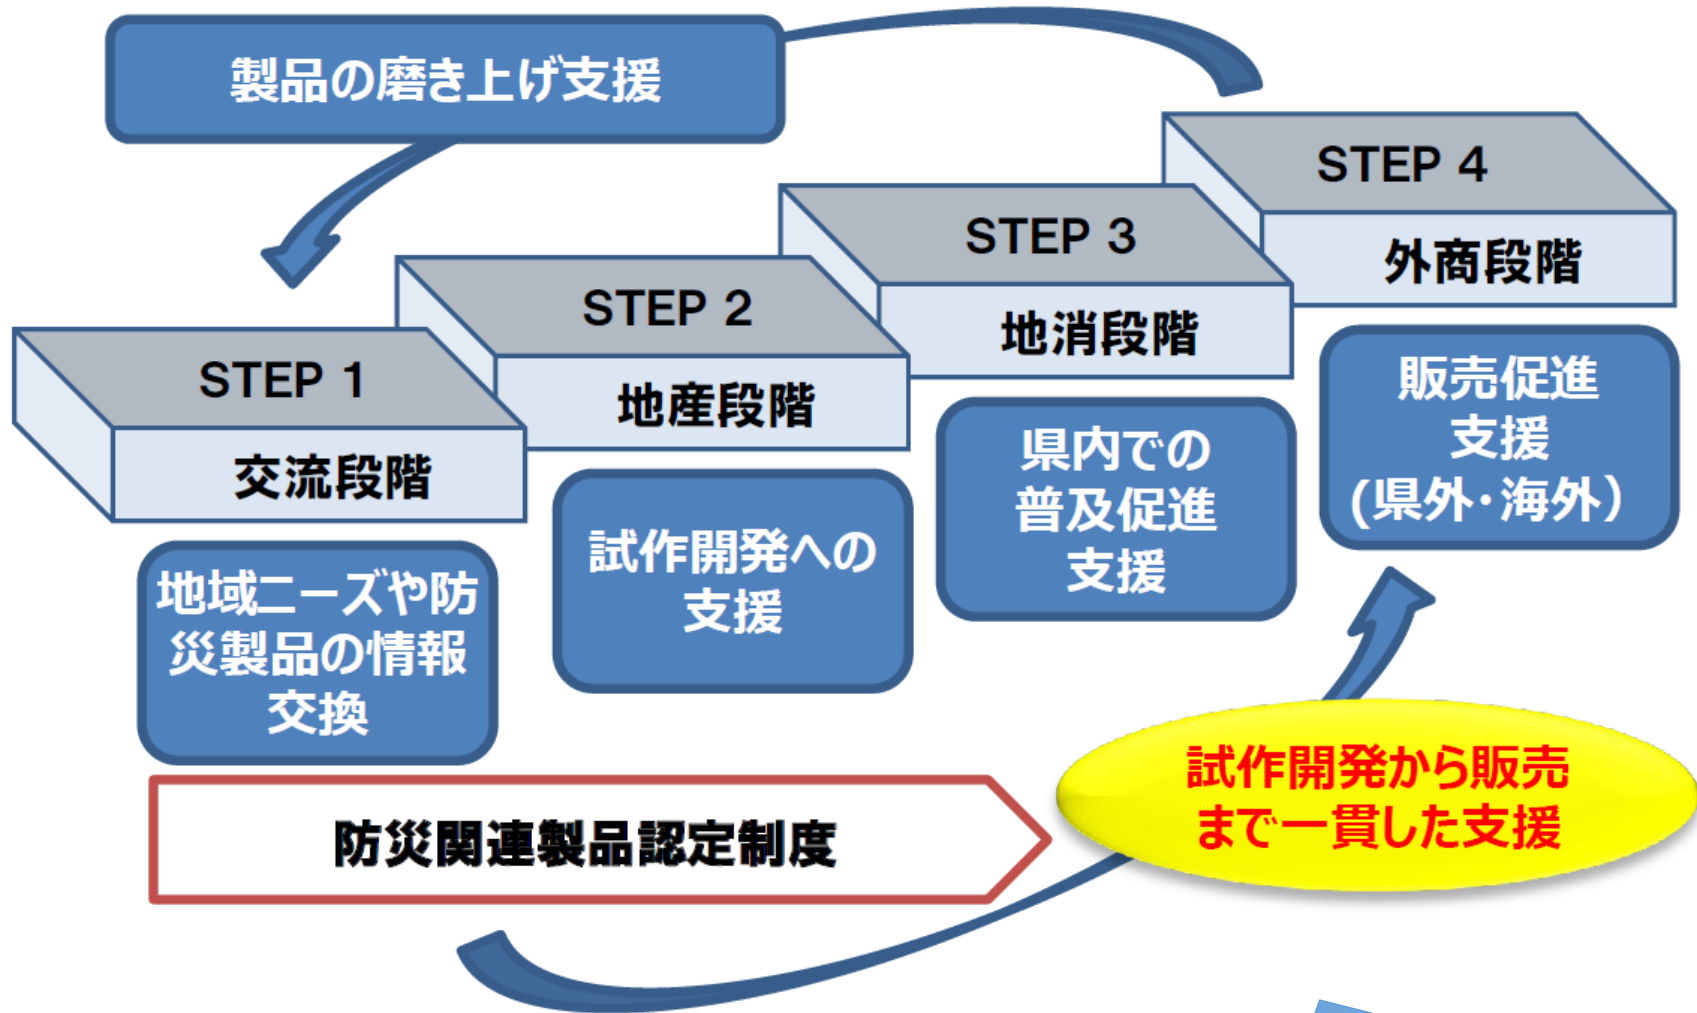 製品の磨き上げ支援
STEP 1
交流段階
地域ニーズや防
災製品の情報
交換
STEP 2
地産段階
試作開発への
支援
STEP 3
地消段階
県内での
普及促進
支援
STEP 4
外商段階
販売促進
支援
(県外・海外）
防災関連製品認定制度
試作開発から販売
まで一貫した支援